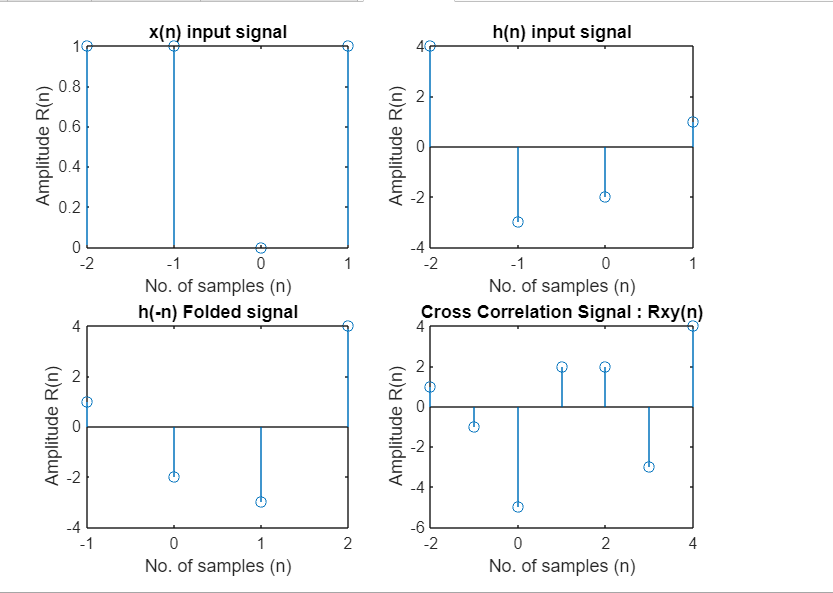 x(n) input signal
1
0.8
0.6
0.4
0.2
0
Amplitude R(n)
-2 -1 0 1
No. of samples (n)
h(n) input signal
4
2
0
-2
-4
Amplitude R(n)
-2 -1 0 1
No. of samples (n)
h(-n) Folded signal
4
2
0
-2
-4
Amplitude R(n)
-1 0 1 2
No. of samples (n)
Cross Correlation Signal : Rxy(n)
4
2
0
-2
-4
-6
Amplitude R(n)
-2 0 2 4
No. of samples (n)